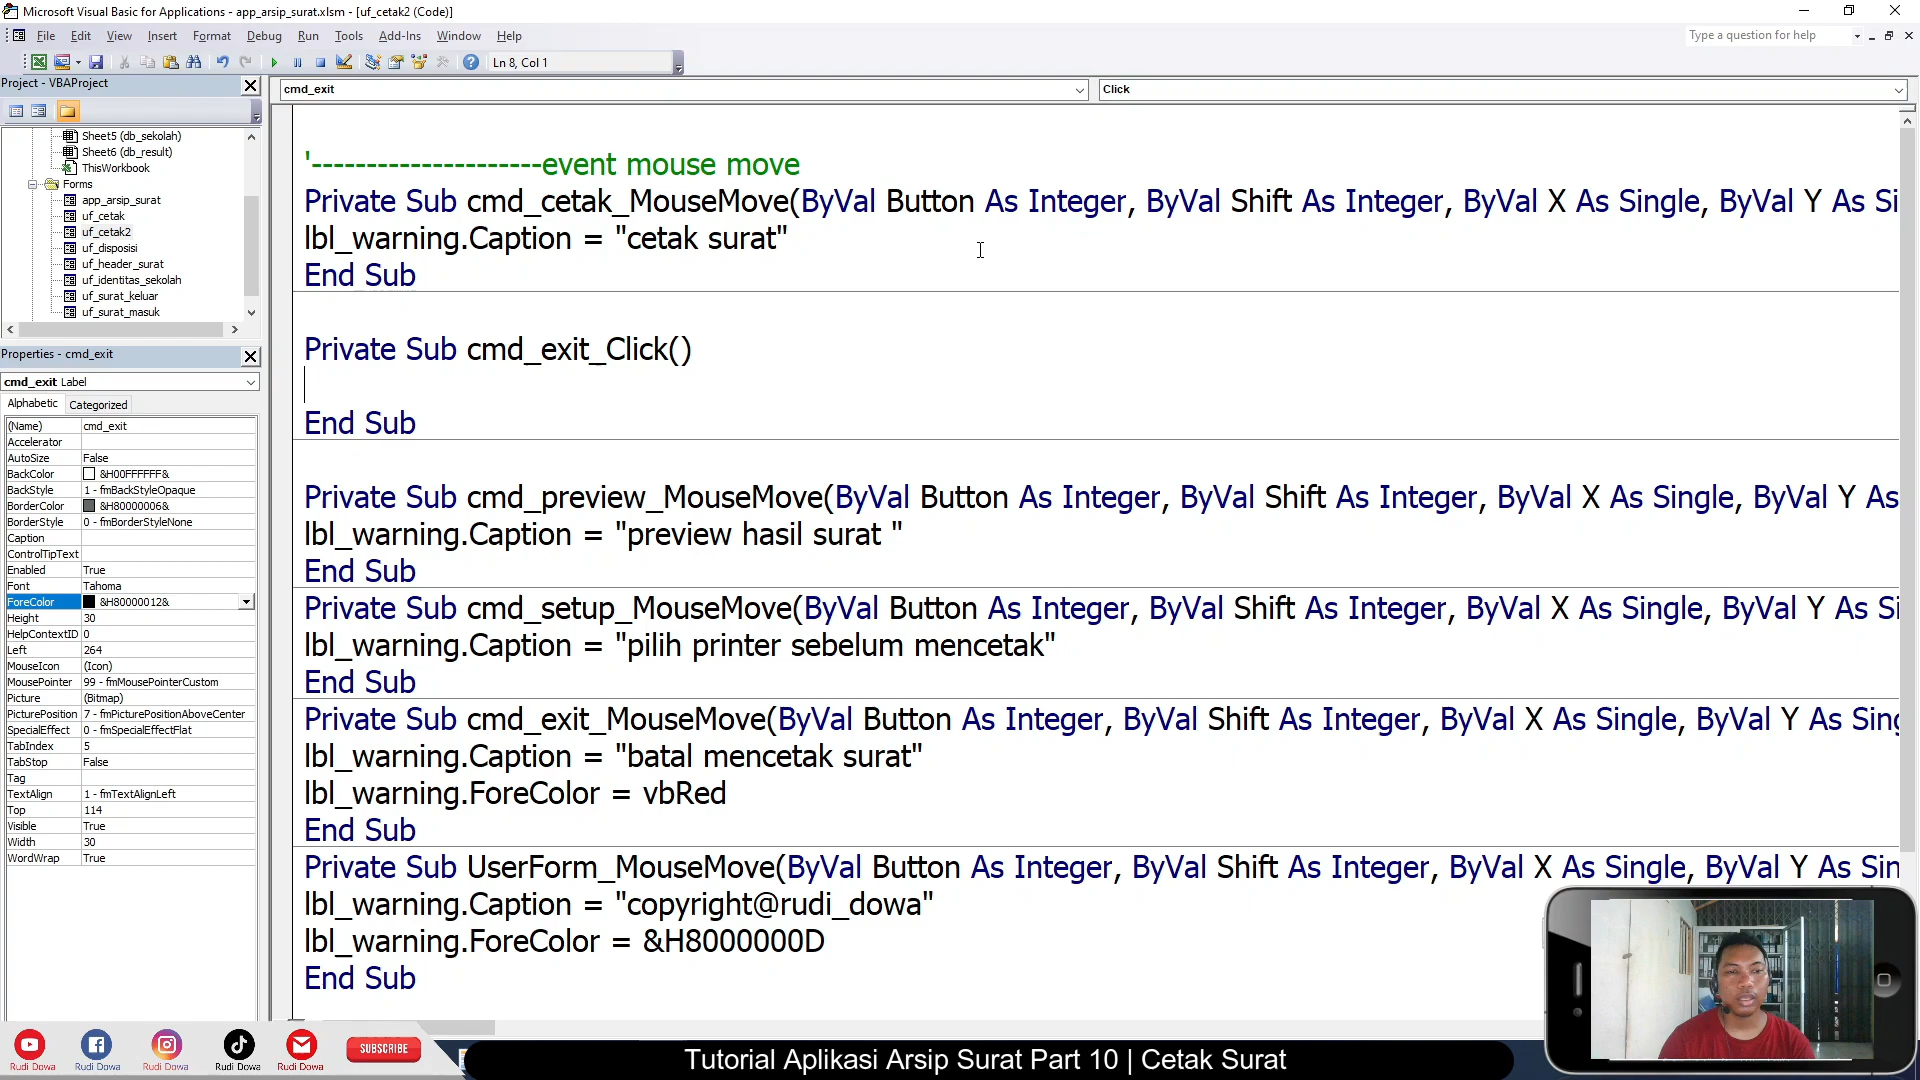 Microsoft Visual Basic for Applications - app_arsip_surat.xlsm - [uf_cetak2 (Code)]
File Edit View Insert Format Debug Run Tools Add-Ins Window Help
Type a question for help
Ln 8, Col 1
Project - VBAProject
cmd_exit
Click
Sheet5 (db_sekolah)
Sheet6 (db_result)
ThisWorkbook
Forms
app_arsip_surat
uf_cetak
uf_cetak2
uf_disposisi
uf_header_surat
uf_identitas_sekolah
uf_surat_keluar
uf_surat_masuk
Properties - cmd_exit
cmd_exit Label
Alphabetic Categorized
(Name) cmd_exit
Accelerator
AutoSize False
BackColor &H00FFFFFF&
BackStyle 1 - fmBackStyleOpaque
BorderColor &H80000006&
BorderStyle 0 - fmBorderStyleNone
Caption
ControlTipText
Enabled True
Font Tahoma
ForeColor &H80000012&
Height 30
HelpContextID 0
Left 264
MouseIcon (Icon)
MousePointer 99 - fmMousePointerCustom
Picture (Bitmap)
PicturePosition 7 - fmPicturePositionAboveCenter
SpecialEffect 0 - fmSpecialEffectFlat
TabIndex 5
TabStop False
Tag
TextAlign 1 - fmTextAlignLeft
Top 114
Visible True
Width 30
WordWrap True
'---------------------event mouse move
Private Sub cmd_cetak_MouseMove(ByVal Button As Integer, ByVal Shift As Integer, ByVal X As Single, ByVal Y As Si
lbl_warning.Caption = "cetak surat"
End Sub
Private Sub cmd_exit_Click()
End Sub
Private Sub cmd_preview_MouseMove(ByVal Button As Integer, ByVal Shift As Integer, ByVal X As Single, ByVal Y As
lbl_warning.Caption = "preview hasil surat "
End Sub
Private Sub cmd_setup_MouseMove(ByVal Button As Integer, ByVal Shift As Integer, ByVal X As Single, ByVal Y As Si
lbl_warning.Caption = "pilih printer sebelum mencetak"
End Sub
Private Sub cmd_exit_MouseMove(ByVal Button As Integer, ByVal Shift As Integer, ByVal X As Single, ByVal Y As Sing
lbl_warning.Caption = "batal mencetak surat"
lbl_warning.ForeColor = vbRed
End Sub
Private Sub UserForm_MouseMove(ByVal Button As Integer, ByVal Shift As Integer, ByVal X As Single, ByVal Y As Sin
lbl_warning.Caption = "copyright@rudi_dowa"
lbl_warning.ForeColor = &H8000000D
End Sub
Rudi Dowa Rudi Dowa Rudi Dowa Rudi Dowa Rudi Dowa
SUBSCRIBE
Tutorial Aplikasi Arsip Surat Part 10 | Cetak Surat